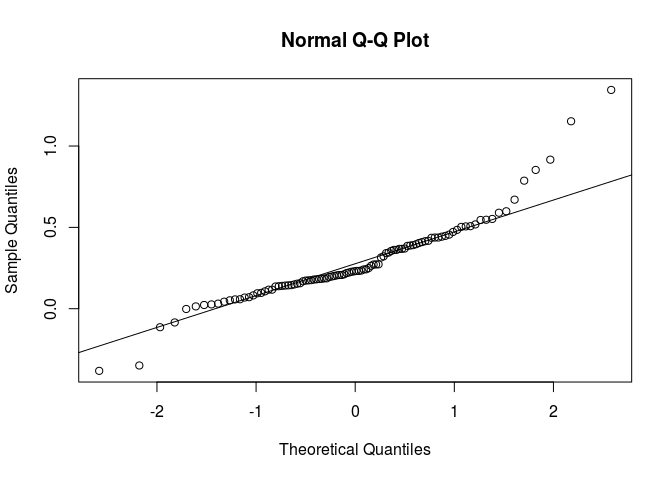 Normal Q-Q Plot
1.0
0.5
0.0
Sample Quantiles
-2 -1 0 1 2
Theoretical Quantiles